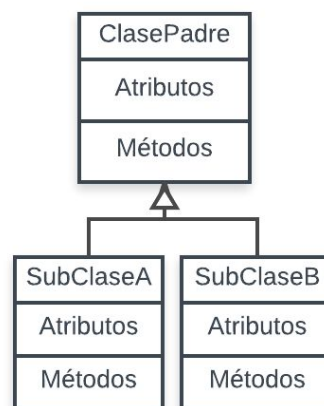 ClasePadre
Atributos
Métodos
SubClaseA
Atributos
Métodos
SubClaseB
Atributos
Métodos